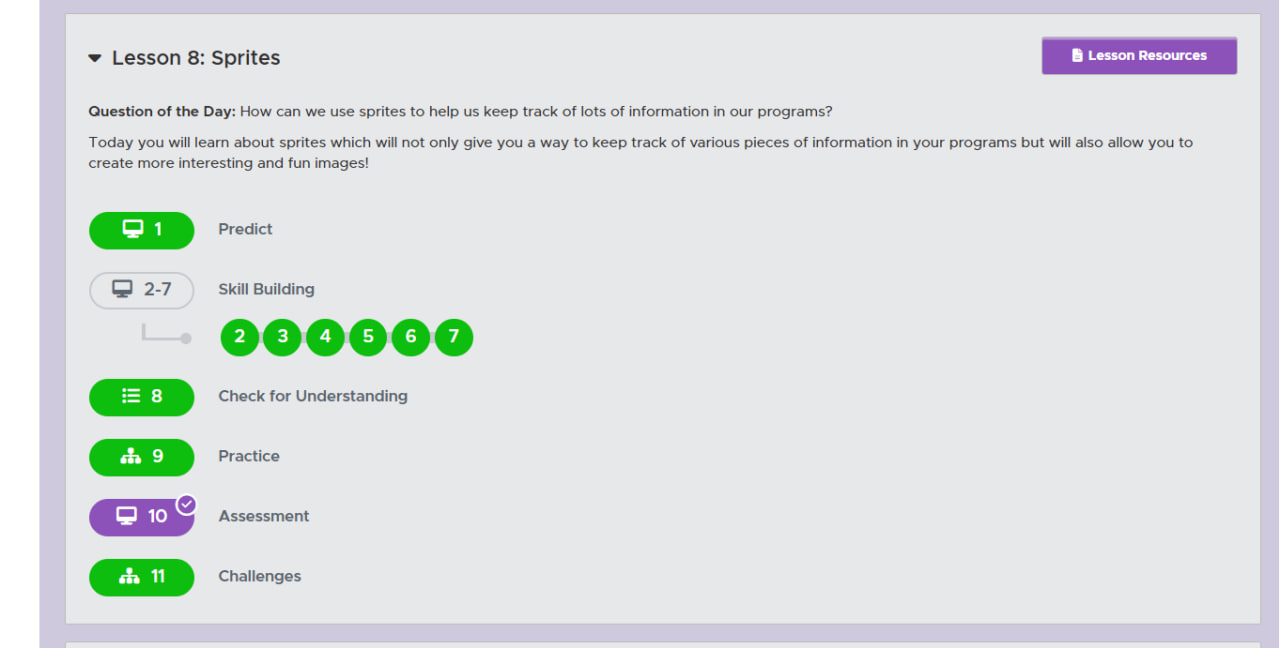 Lesson 8: Sprites
Lesson Resources
Question of the Day: How can we use sprites to help us keep track of lots of information in our programs?
Today you will learn about sprites which will not only give you a way to keep track of various pieces of information in your programs but will also allow you to
create more interesting and fun images!
1 Predict
2-7 Skill Building
2 3 4 5 6 7
8 Check for Understanding
9 Practice
10 Assessment
11 Challenges